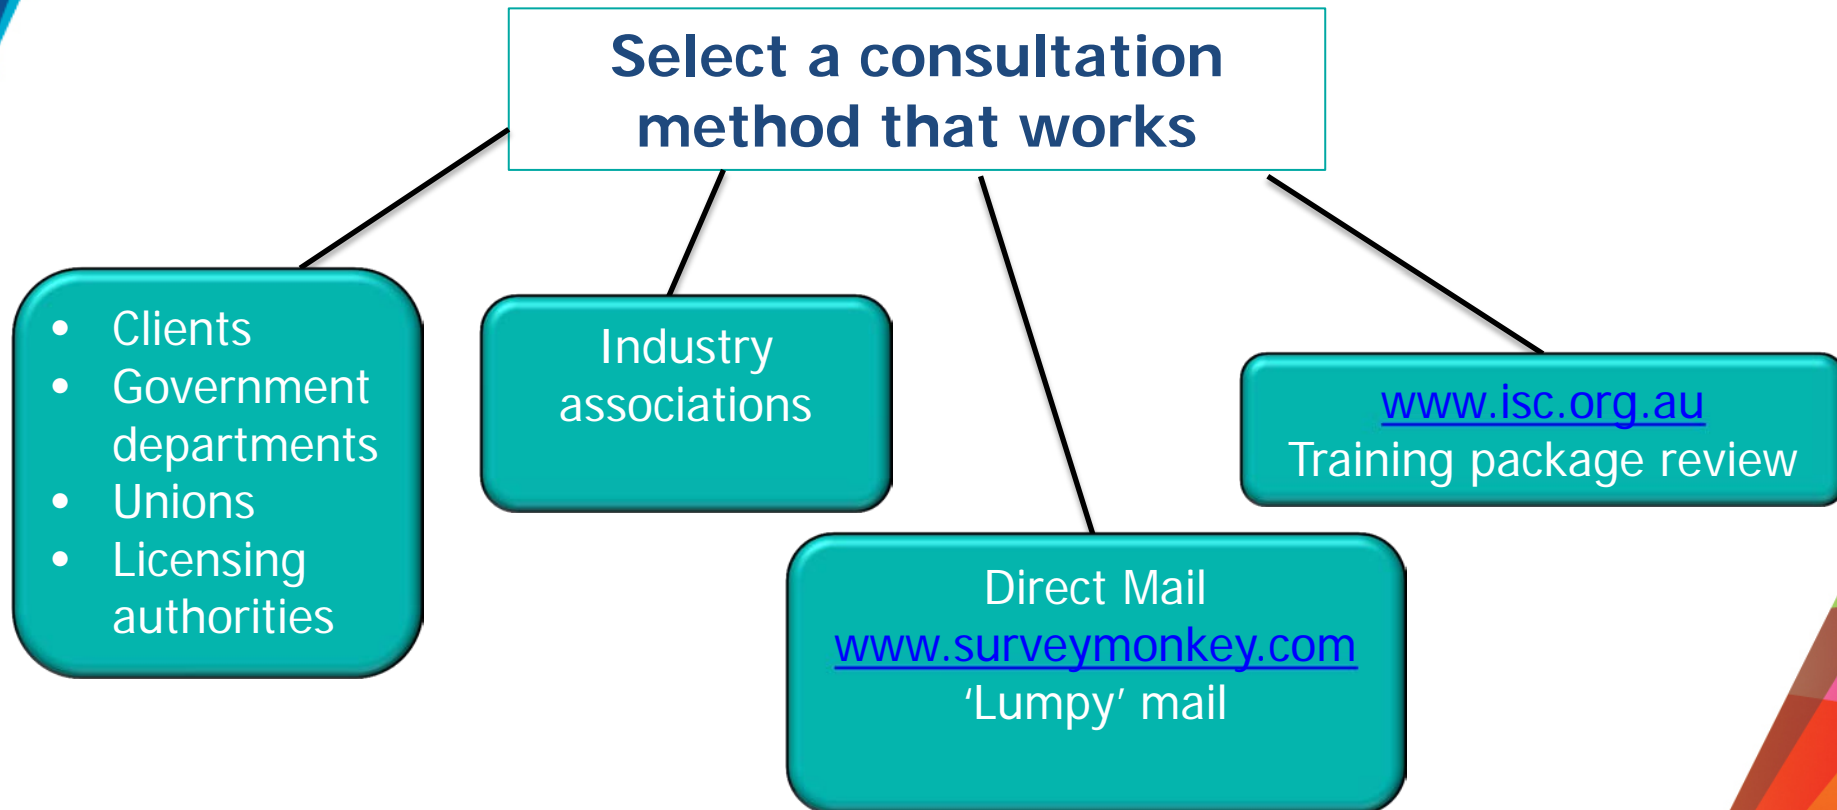 Select a consultation
method that works
• Clients
• Government
departments
• Unions
• Licensing
authorities
Industry
associations
Direct Mail
www.surveymonkey.com
‘Lumpy’ mail
www.isc.org.au
Training package review